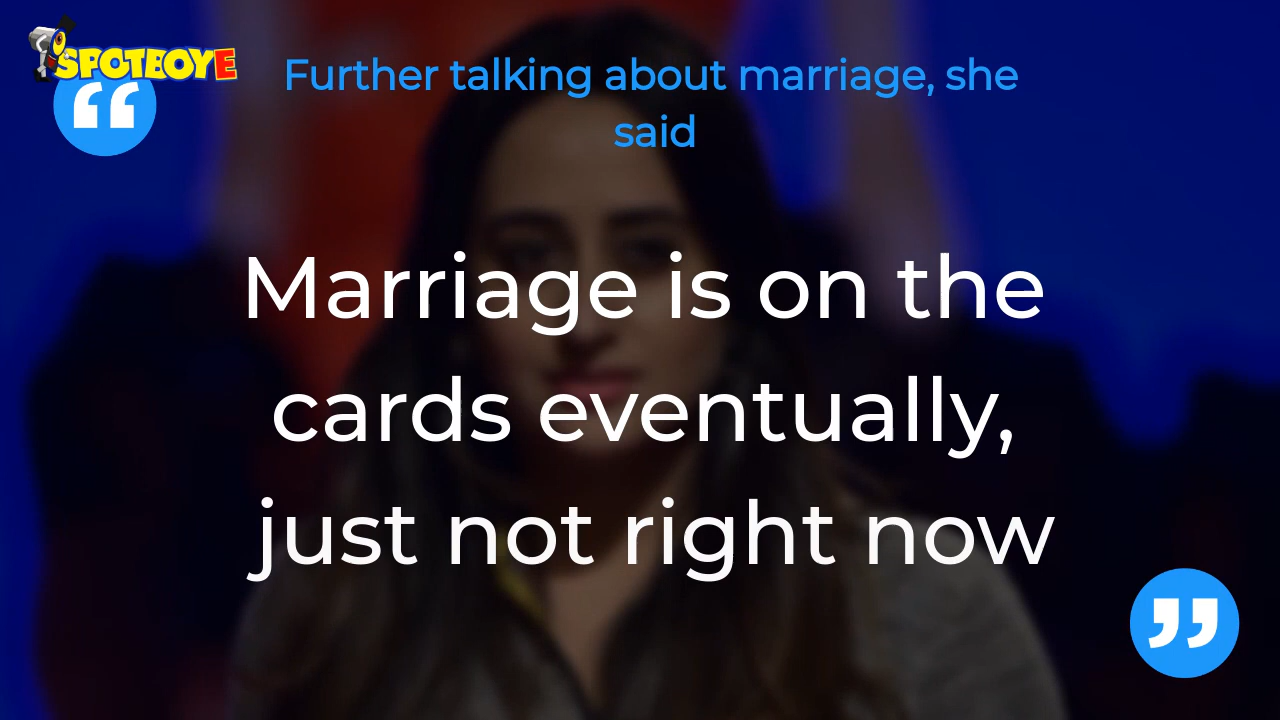 SPOTBOYE
Further talking about marriage, she
said
Marriage is on the
cards eventually,
just not right now